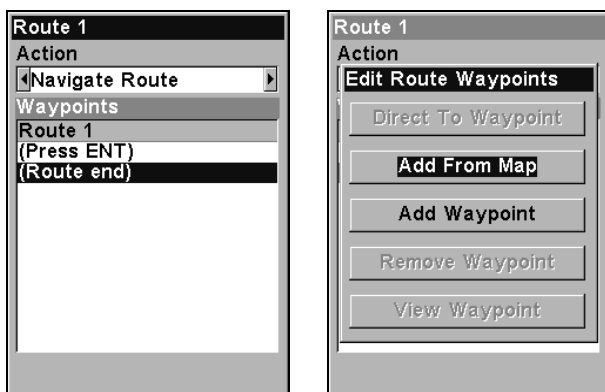 Route 1
Action
Navigate Route
Waypoints
Route 1
(Press ENT)
(Route end)
Route 1
Action
Edit Route Waypoints
Direct To Waypoint
Add From Map
Add Waypoint
Remove Waypoint
View Waypoint